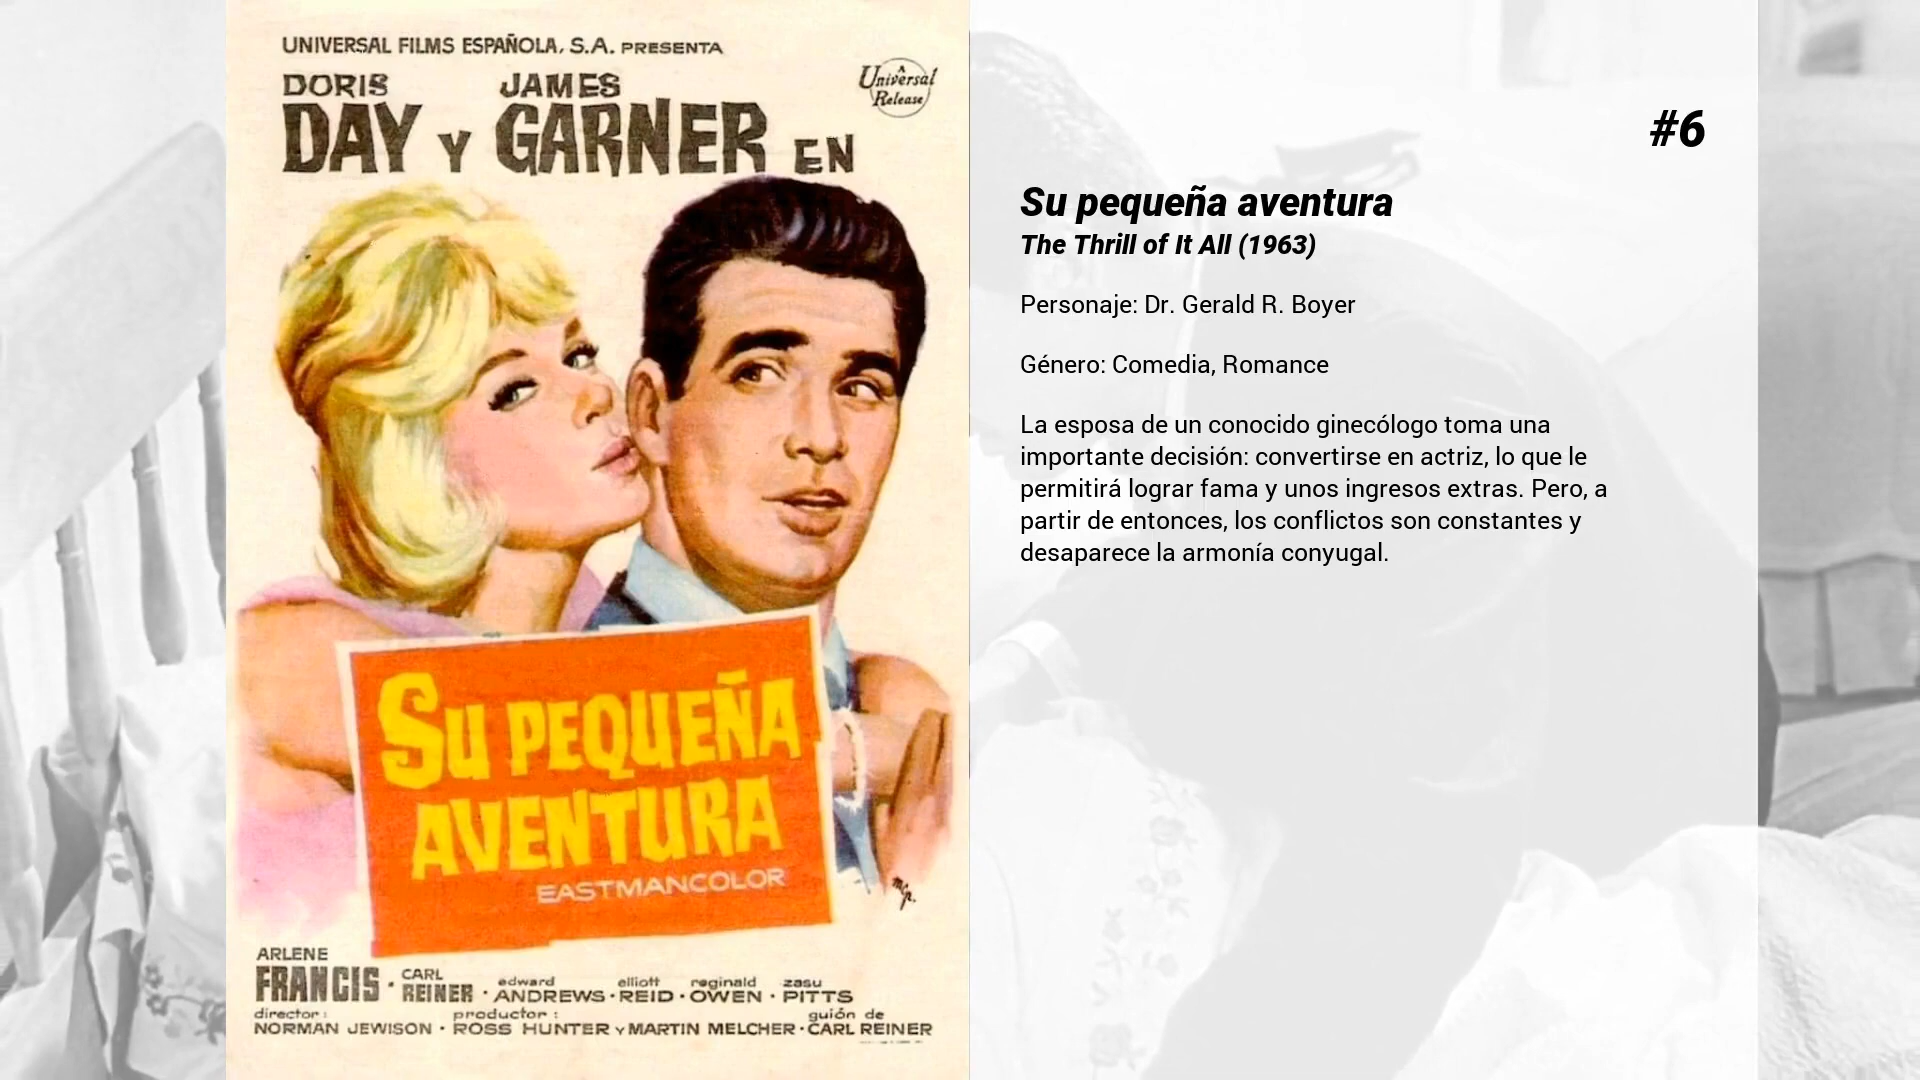 UNIVERSAL FILMS ESPAÑOLA, S.A. PRESENTA
A
Universal
Release
DORIS JAMES
DAY Y GARNER EN
SU PEQUEÑA
AVENTURA
EASTMANCOLOR
ARLENE
FRANCIS · CARL REINER · edward ANDREWS · elliott REID · reginald OWEN · zasu PITTS
director: productor: guión de
NORMAN JEWISON · ROSS HUNTER Y MARTIN MELCHER · CARL REINER
#6
Su pequeña aventura
The Thrill of It All (1963)
Personaje: Dr. Gerald R. Boyer
Género: Comedia, Romance
La esposa de un conocido ginecólogo toma una
importante decisión: convertirse en actriz, lo que le
permitirá lograr fama y unos ingresos extras. Pero, a
partir de entonces, los conflictos son constantes y
desaparece la armonía conyugal.